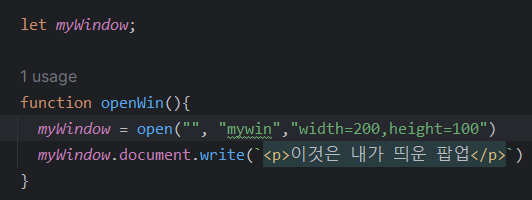 let myWindow;
1 usage
function openWin(){
myWindow = open("", "mywin","width=200,height=100")
myWindow.document.write(`<p>이것은 내가 띄운 팝업</p>`)
}